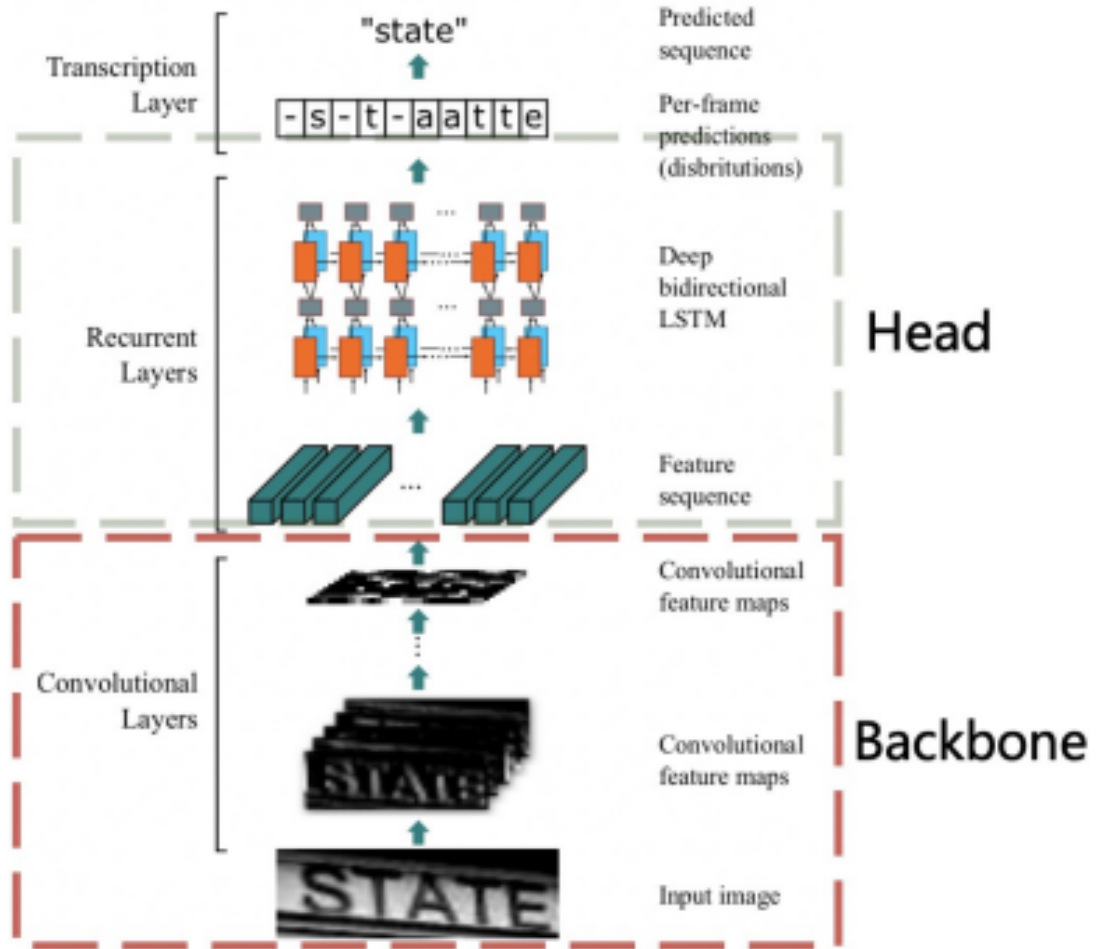 "state"
Predicted
sequence
Transcription
Layer
-s-t-aatte
Per-frame
predictions
(disbritutions)
Recurrent
Layers
Deep
bidirectional
LSTM
Head
Feature
sequence
Convolutional
feature maps
Convolutional
Layers
STATE
Convolutional
feature maps
Backbone
STATE
Input image